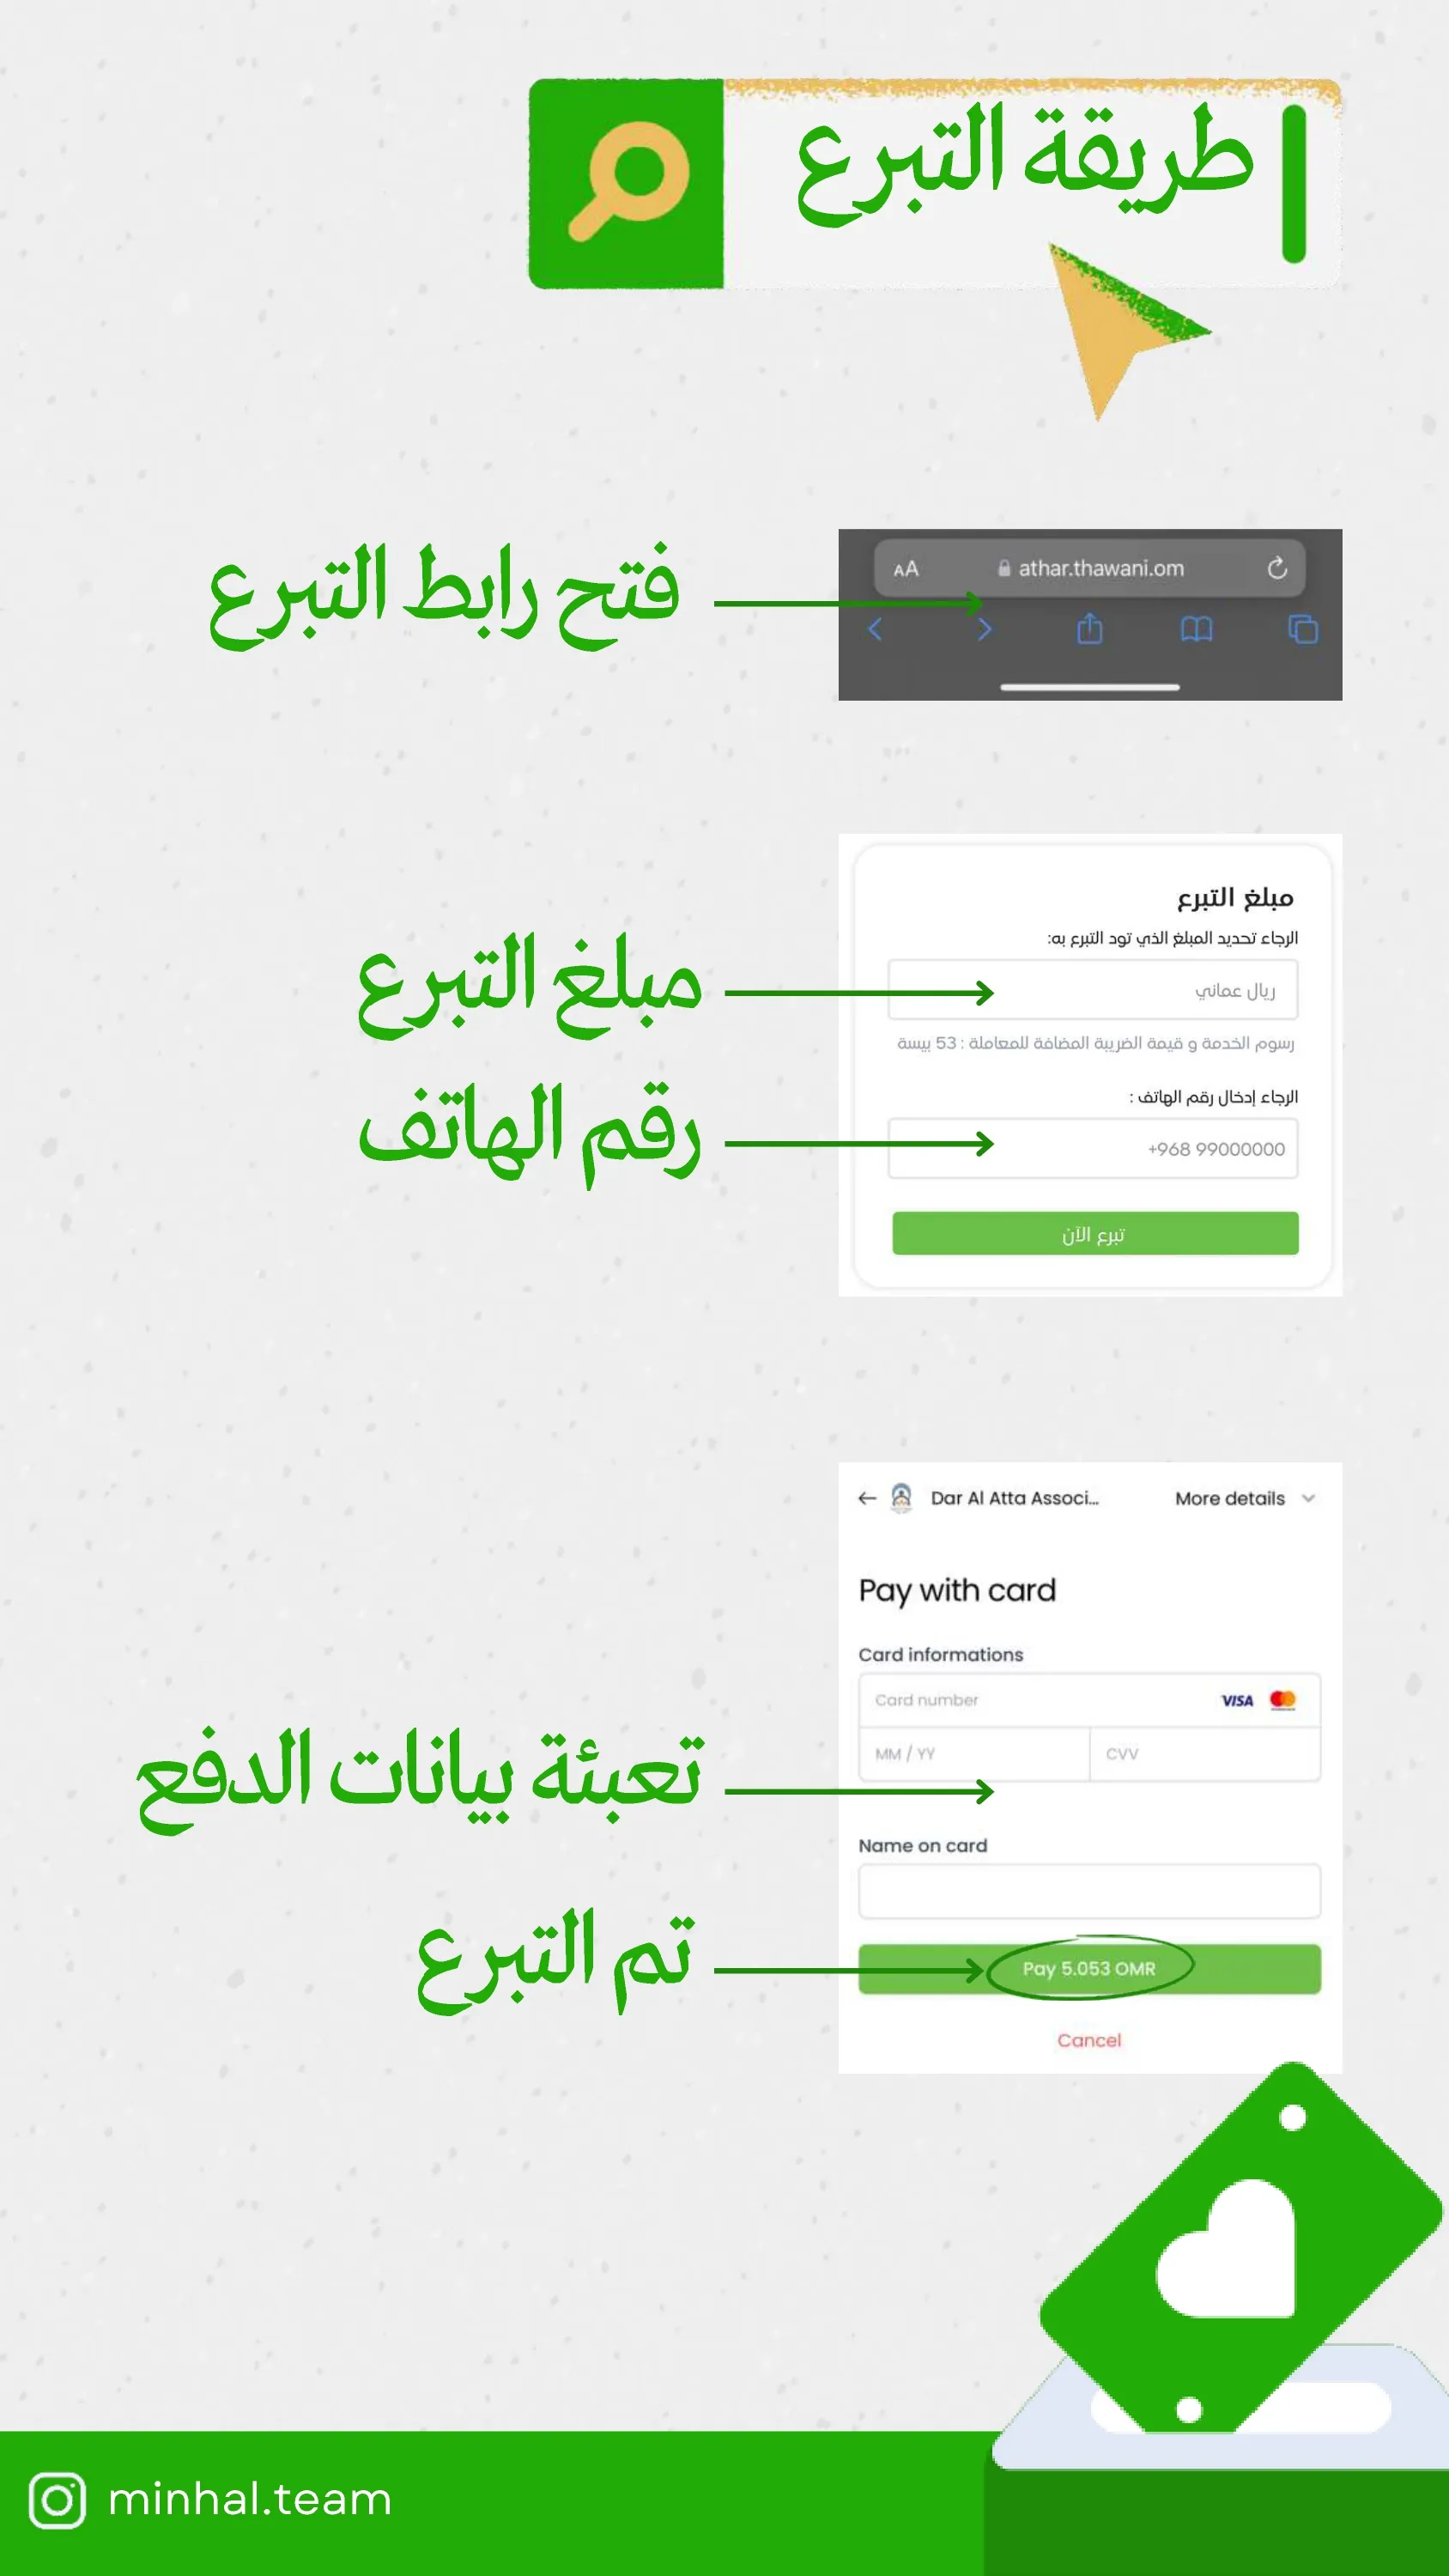 طريقة التبرع
فتح رابط التبرع
AA athar.thawani.om
مبلغ التبرع
الرجاء تحديد المبلغ الذي تود التبرع به:
مبلغ التبرع
ريال عماني
رسوم الخدمة و قيمة الضريبة المضافة للمعاملة : 53 بيسة
الرجاء إدخال رقم الهاتف :
رقم الهاتف
+968 99000000
تبرع الآن
Dar Al Atta Associ... More details
Pay with card
Card informations
Card number VISA
MM / YY CVV
تعبئة بيانات الدفع
Name on card
تم التبرع
Pay 5.053 OMR
Cancel
minhal.team